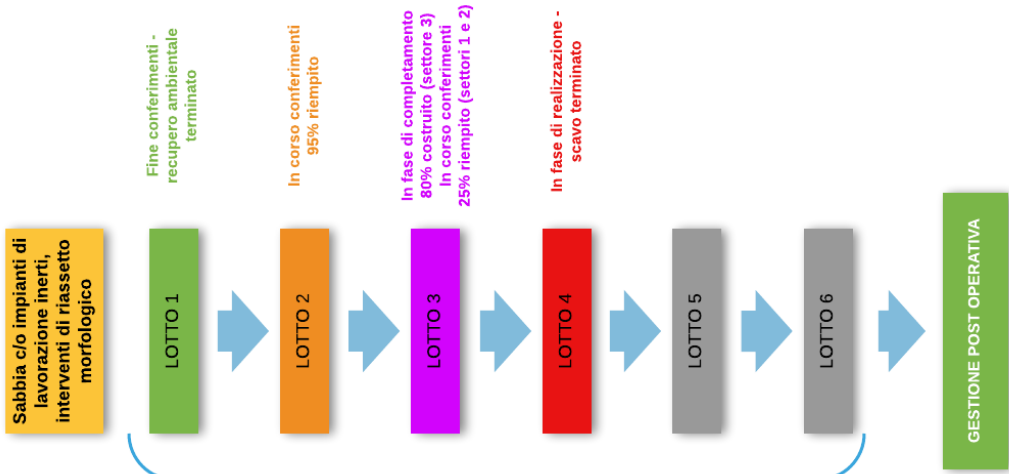 Sabbia c/o impianti di
lavorazione inerti,
interventi di riassetto
morfologico
Fine conferimenti -
recupero ambientale
terminato
LOTTO 1
In corso conferimenti
95% riempito
LOTTO 2
In fase di completamento
80% costruito (settore 3)
In corso conferimenti
25% riempito (settori 1 e 2)
LOTTO 3
In fase di realizzazione -
scavo terminato
LOTTO 4
LOTTO 5
LOTTO 6
GESTIONE POST OPERATIVA